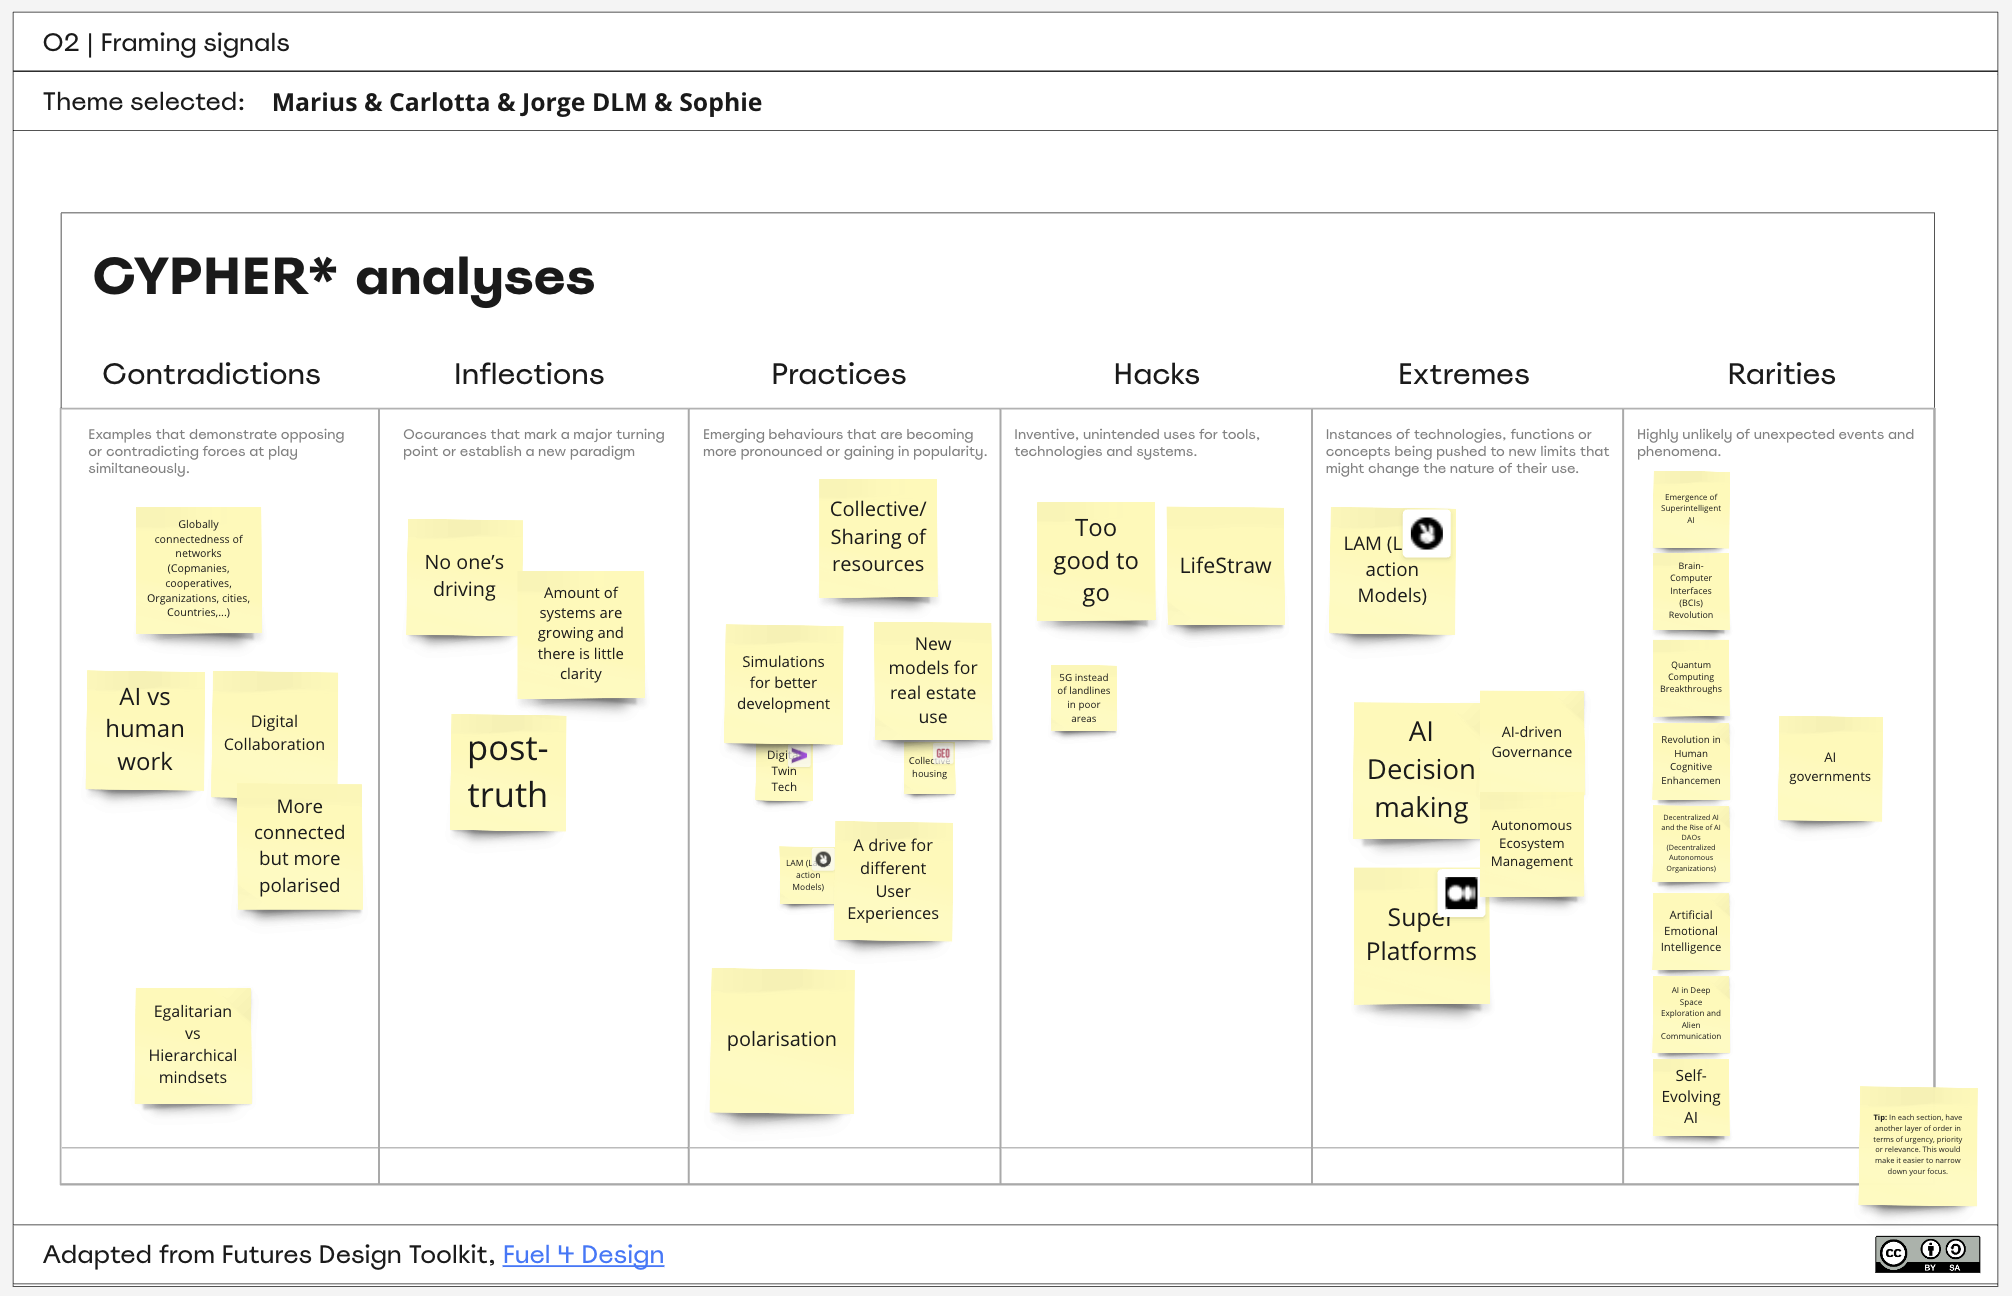 O2 | Framing signals
Theme selected: Marius & Carlotta & Jorge DLM & Sophie
CYPHER* analyses
Contradictions
Examples that demonstrate opposing
or contradicting forces at play
similtaneously.
Globally
connectedness of
networks
(Copmanies,
cooperatives,
Organizations, cities,
Countries,...)
AI vs
human
work
Digital
Collaboration
More
connected
but more
polarised
Egalitarian
vs
Hierarchical
mindsets
Inflections
Occurances that mark a major turning
point or establish a new paradigm
No one's
driving
Amount of
systems are
growing and
there is little
clarity
post-
truth
Practices
Emerging behaviours that are becoming
more pronounced or gaining in popularity.
Collective/
Sharing of
resources
Simulations
for better
development
New
models for
real estate
use
Twin
Tech
GEO
housing
LAM (L
action
Models)
A drive for
different
User
Experiences
polarisation
Hacks
Inventive, unintended uses for tools,
technologies and systems.
Too
good to
go
LifeStraw
5G instead
of landlines
in poor
areas
Extremes
Instances of technologies, functions or
concepts being pushed to new limits that
might change the nature of their use.
LAM (L
action
Models)
AI
Decision
making
AI-driven
Governance
Autonomous
Ecosystem
Management
Super
Platforms
Rarities
Highly unlikely of unexpected events and
phenomena.
Emergence of
Superintelligent
AI
Brain-
Computer
Interfaces
(BCIs)
Revolution
Quantum
Computing
Breakthroughs
Revolution in
Human
Cognitive
Enhancemen
Decentralized AI
and the Rise of AI
DAOs
(Decentralized
Autonomous
Organizations)
Artificial
Emotional
Intelligence
AI in Deep
Space
Exploration and
Alien
Communication
Self-
Evolving
AI
AI
governments
Tip: In each section, have
another layer of order in
terms of urgency, priority
or relevance. This would
make it easier to narrow
down your focus.
Adapted from Futures Design Toolkit, Fuel 4 Design
CC BY SA